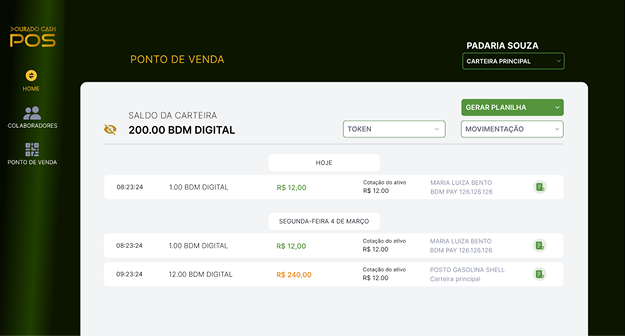 DOURADO CASH
POS
HOME
COLABORADORES
PONTO DE VENDA
PONTO DE VENDA
PADARIA SOUZA
CARTEIRA PRINCIPAL
GERAR PLANILHA
SALDO DA CARTEIRA
200.00 BDM DIGITAL
TOKEN
MOVIMENTAÇÃO
HOJE
08:23:24 1.00 BDM DIGITAL R$ 12,00 Cotação do ativo R$ 12.00 MARIA LUIZA BENTO BDM PAY 126.126.126
SEGUNDA-FEIRA 4 DE MARÇO
08:23:24 1.00 BDM DIGITAL R$ 12,00 Cotação do ativo R$ 12.00 MARIA LUIZA BENTO BDM PAY 126.126.126
09:23:24 12.00 BDM DIGITAL R$ 240,00 Cotação do ativo R$ 12.00 POSTO GASOLINA SHELL Carteira principal